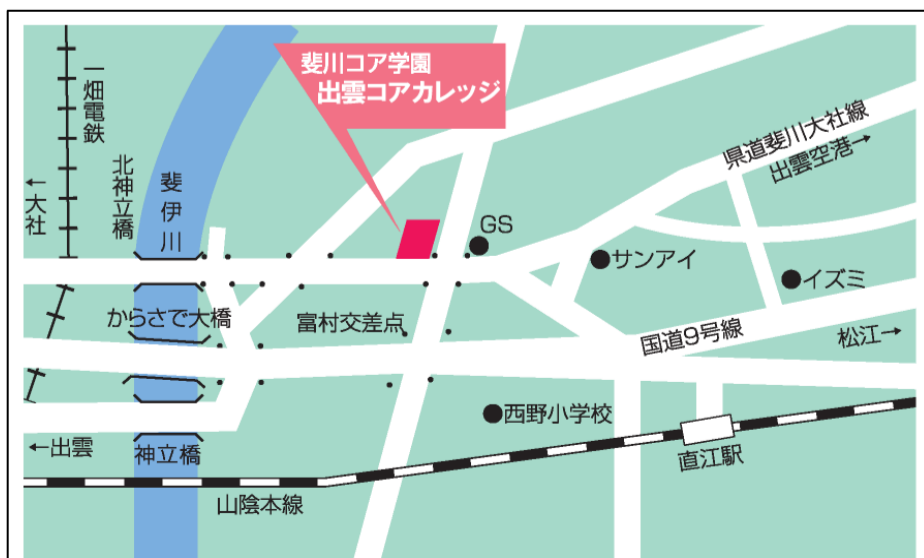 斐川コア学園
出雲コアカレッジ
一畑電鉄
北神立橋
斐伊川
←大社
県道斐川大社線
出雲空港→
GS
サンアイ
イズミ
からさで大橋
富村交差点
国道9号線
松江→
西野小学校
←出雲
神立橋
直江駅
山陰本線